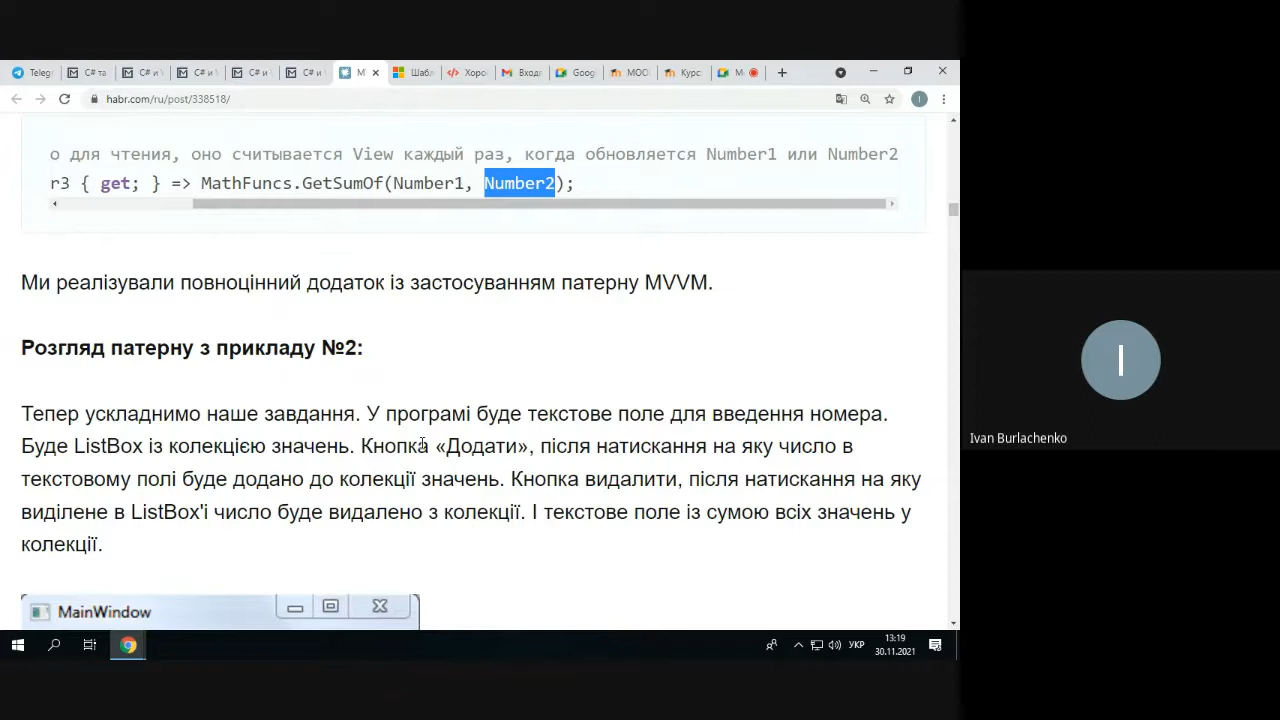 Telegr
C# та
C# и \
C# и \
C# и \
C# и \
M
Шабл
Хоро
Входя
Goog
MOO
Курс
Me
habr.com/ru/post/338518/
о для чтения, оно считывается View каждый раз, когда обновляется Number1 или Number2
r3 { get; } => MathFuncs.GetSumOf(Number1, Number2);
Ми реалізували повноцінний додаток із застосуванням патерну MVVM.
Розгляд патерну з прикладу №2:
Тепер ускладнимо наше завдання. У програмі буде текстове поле для введення номера.
Буде ListBox із колекцією значень. Кнопка «Додати», після натискання на яку число в
текстовому полі буде додано до колекції значень. Кнопка видалити, після натискання на яку
виділене в ListBox'і число буде видалено з колекції. І текстове поле із сумою всіх значень у
колекції.
MainWindow
УКР
13:19
30.11.2021
I
I
Ivan Burlachenko